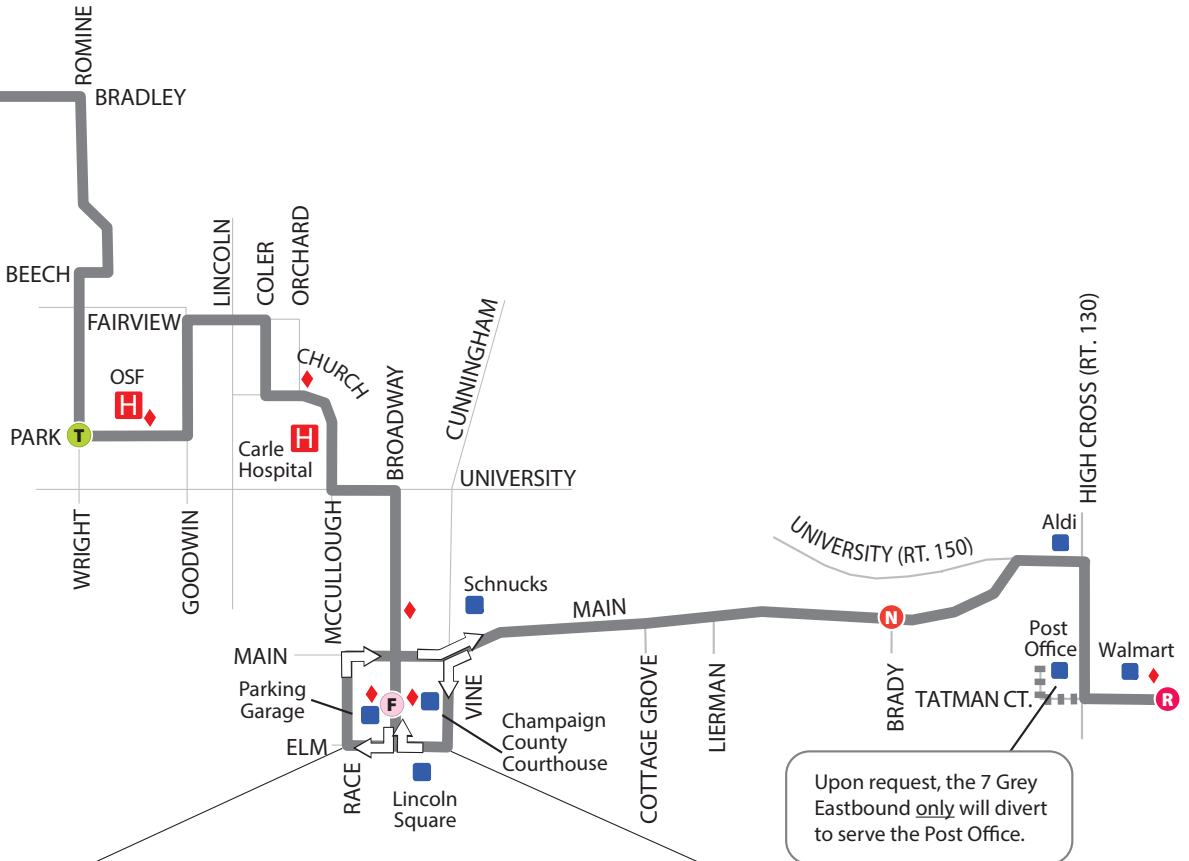 ROMINE
BRADLEY
BEECH
LINCOLN
COLER
ORCHARD
FAIRVIEW
CHURCH
OSF
H
PARK
T
Carle
Hospital
H
BROADWAY
CUNNINGHAM
UNIVERSITY
WRIGHT
GOODWIN
MCCULLOUGH
HIGH CROSS (RT. 130)
Aldi
UNIVERSITY (RT. 150)
Schnucks
MAIN
N
MAIN
Post
Office
Walmart
Parking
Garage
F
VINE
Champaign
County
Courthouse
COTTAGE GROVE
LIERMAN
BRADY
TATMAN CT.
R
ELM
RACE
Lincoln
Square
Upon request, the 7 Grey
Eastbound only will divert
to serve the Post Office.